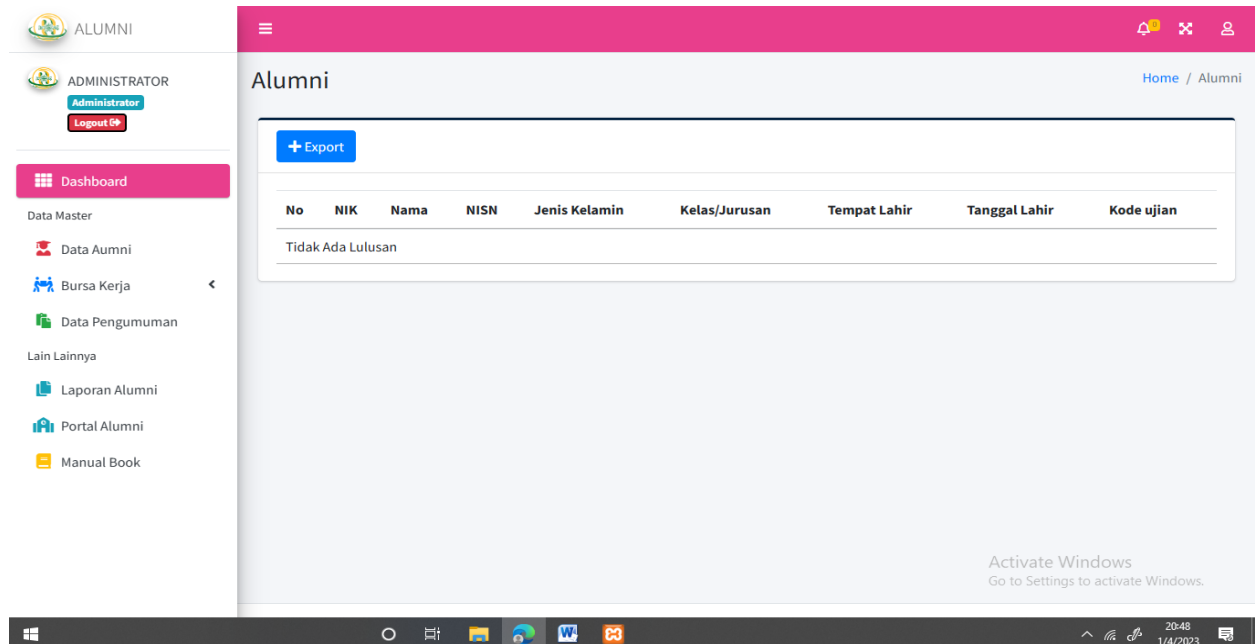 ALUMNI
0
ADMINISTRATOR
Administrator
Logout
Alumni
Home / Alumni
Export
Dashboard
Data Master
Data Aumni
Bursa Kerja
Data Pengumuman
Lain Lainnya
Laporan Alumni
Portal Alumni
Manual Book
No NIK Nama NISN Jenis Kelamin Kelas/Jurusan Tempat Lahir Tanggal Lahir Kode ujian
Tidak Ada Lulusan
Activate Windows
Go to Settings to activate Windows.
W
20:48
1/4/2023